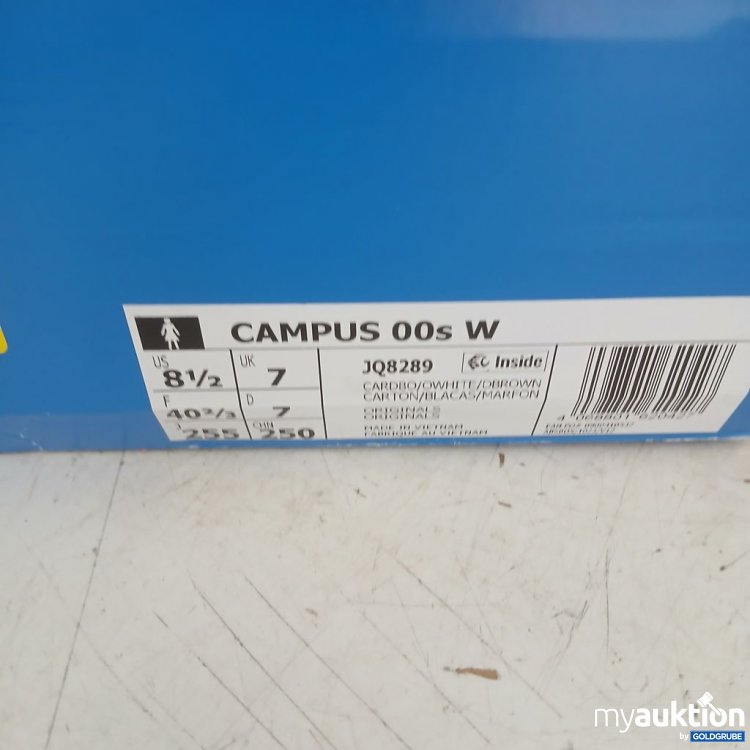 CAMPUS 00s W
US 8½ UK 7
F 40⅔ D 7
J 255 CHN 250
JQ8289 Inside
CARDBO/OWHITE/DBROWN
CARTON/BLACAS/MARFON
ORIGINALS
ORIGINALS
MADE IN VIETNAM
FABRIQUE AU VIETNAM
myauktion
by GOLDGRUBE